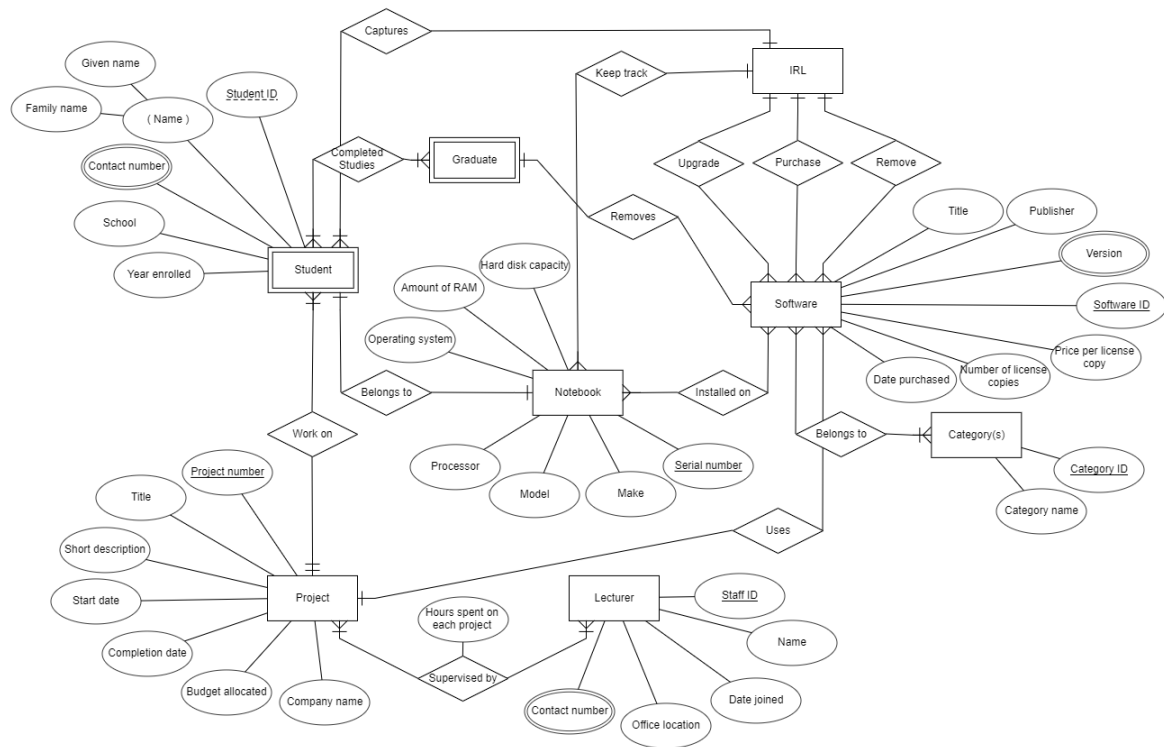 Captures
IRL
Given name
Keep track
Family name
( Name )
Student ID
Completed
Studies
Graduate
Upgrade
Purchase
Remove
Contact number
Removes
Title
Publisher
School
Version
Year enrolled
Student
Hard disk capacity
Amount of RAM
Software
Software ID
Operating system
Price per license
copy
Date purchased
Number of license
copies
Belongs to
Notebook
Installed on
Work on
Belongs to
Category(s)
Processor
Serial number
Category ID
Project number
Model
Make
Title
Category name
Short description
Uses
Start date
Project
Hours spent on
each project
Lecturer
Staff ID
Name
Completion date
Supervised by
Budget allocated
Company name
Contact number
Office location
Date joined